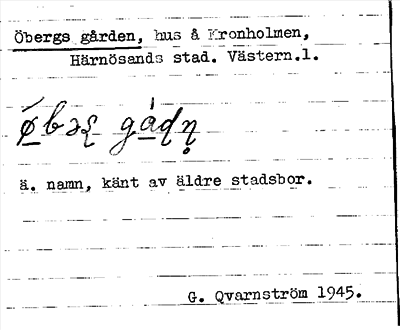 Öbergs gården, hus å Kronholmen,
Härnösands stad. Västern.l.
ä. namn, känt av äldre stadsbor.
G. Qvarnström 1945.